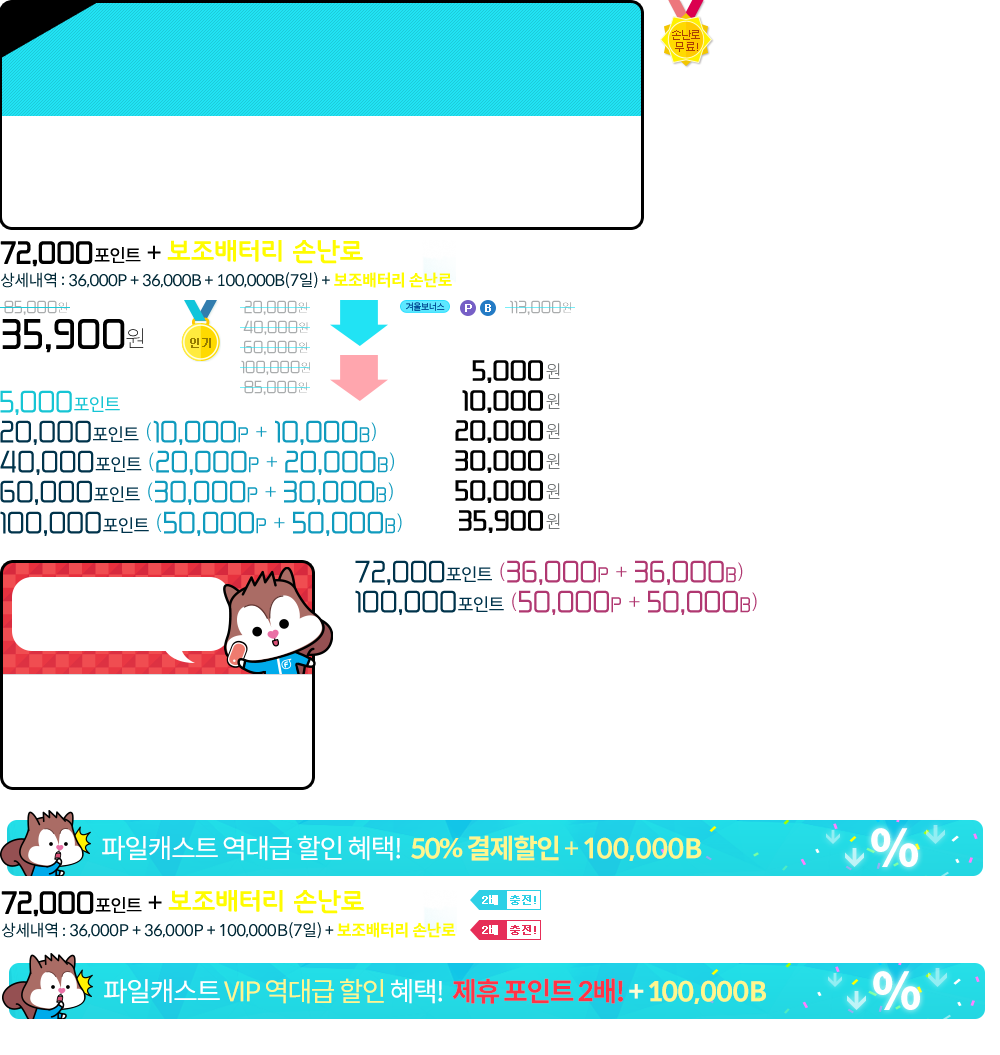 손난로
무료!
72,000포인트 + 보조배터리 손난로
상세내역 : 36,000P + 36,000B + 100,000B(7일) + 보조배터리 손난로
85,000원
35,900원
인기
20,000원
40,000원
60,000원
100,000원
85,000원
겨울보너스 P B 113,000원
5,000원
10,000원
20,000원
30,000원
50,000원
35,900원
5,000포인트
20,000포인트 (10,000P + 10,000B)
40,000포인트 (20,000P + 20,000B)
60,000포인트 (30,000P + 30,000B)
100,000포인트 (50,000P + 50,000B)
72,000포인트 (36,000P + 36,000B)
100,000포인트 (50,000P + 50,000B)
파일캐스트 역대급 할인 혜택! 50% 결제할인 + 100,000B
%
72,000포인트 + 보조배터리 손난로
상세내역 : 36,000P + 36,000P + 100,000B(7일) + 보조배터리 손난로
2배 충전!
2배 충전!
파일캐스트 VIP 역대급 할인 혜택! 제휴 포인트 2배! + 100,000B
%